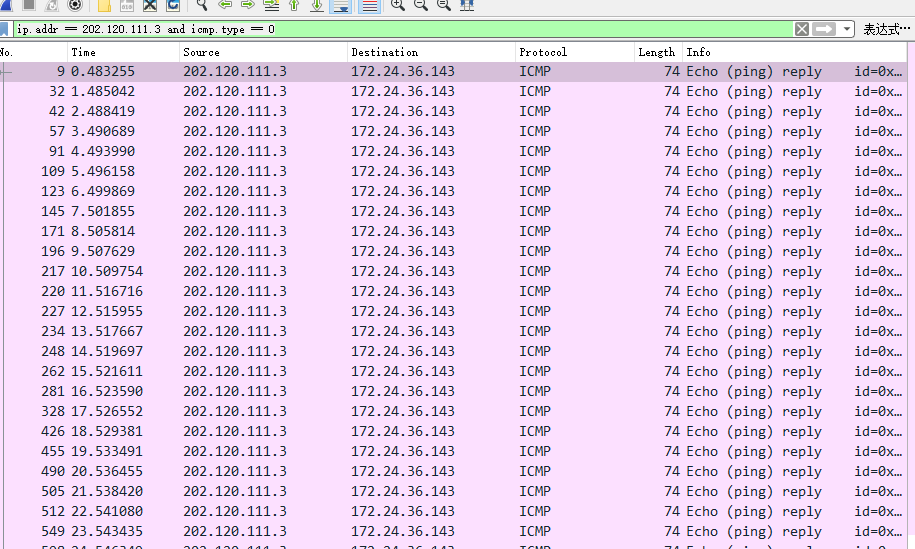 ip.addr == 202.120.111.3 and icmp.type == 0 表达式…
No. Time Source Destination Protocol Length Info
9 0.483255 202.120.111.3 172.24.36.143 ICMP 74 Echo (ping) reply id=0x…
32 1.485042 202.120.111.3 172.24.36.143 ICMP 74 Echo (ping) reply id=0x…
42 2.488419 202.120.111.3 172.24.36.143 ICMP 74 Echo (ping) reply id=0x…
57 3.490689 202.120.111.3 172.24.36.143 ICMP 74 Echo (ping) reply id=0x…
91 4.493990 202.120.111.3 172.24.36.143 ICMP 74 Echo (ping) reply id=0x…
109 5.496158 202.120.111.3 172.24.36.143 ICMP 74 Echo (ping) reply id=0x…
123 6.499869 202.120.111.3 172.24.36.143 ICMP 74 Echo (ping) reply id=0x…
145 7.501855 202.120.111.3 172.24.36.143 ICMP 74 Echo (ping) reply id=0x…
171 8.505814 202.120.111.3 172.24.36.143 ICMP 74 Echo (ping) reply id=0x…
196 9.507629 202.120.111.3 172.24.36.143 ICMP 74 Echo (ping) reply id=0x…
217 10.509754 202.120.111.3 172.24.36.143 ICMP 74 Echo (ping) reply id=0x…
220 11.516716 202.120.111.3 172.24.36.143 ICMP 74 Echo (ping) reply id=0x…
227 12.515955 202.120.111.3 172.24.36.143 ICMP 74 Echo (ping) reply id=0x…
234 13.517667 202.120.111.3 172.24.36.143 ICMP 74 Echo (ping) reply id=0x…
248 14.519697 202.120.111.3 172.24.36.143 ICMP 74 Echo (ping) reply id=0x…
262 15.521611 202.120.111.3 172.24.36.143 ICMP 74 Echo (ping) reply id=0x…
281 16.523590 202.120.111.3 172.24.36.143 ICMP 74 Echo (ping) reply id=0x…
328 17.526552 202.120.111.3 172.24.36.143 ICMP 74 Echo (ping) reply id=0x…
426 18.529381 202.120.111.3 172.24.36.143 ICMP 74 Echo (ping) reply id=0x…
455 19.533491 202.120.111.3 172.24.36.143 ICMP 74 Echo (ping) reply id=0x…
490 20.536455 202.120.111.3 172.24.36.143 ICMP 74 Echo (ping) reply id=0x…
505 21.538420 202.120.111.3 172.24.36.143 ICMP 74 Echo (ping) reply id=0x…
512 22.541080 202.120.111.3 172.24.36.143 ICMP 74 Echo (ping) reply id=0x…
549 23.543435 202.120.111.3 172.24.36.143 ICMP 74 Echo (ping) reply id=0x…